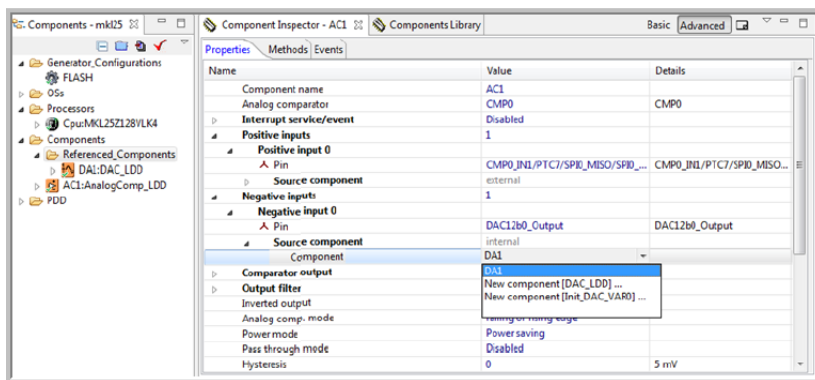 Components - mkl25
Component Inspector - AC1 Components Library Basic Advanced
Properties Methods Events
Generator_Configurations
FLASH
OSs
Processors
Cpu:MKL25Z128VLK4
Components
Referenced_Components
DA1:DAC_LDD
AC1:AnalogComp_LDD
PDD
Name Value Details
Component name AC1
Analog comparator CMP0 CMP0
Interrupt service/event Disabled
Positive inputs 1
Positive input 0
Pin CMP0_IN1/PTC7/SPI0_MISO/SPI0_... CMP0_IN1/PTC7/SPI0_MISO...
Source component external
Negative inputs 1
Negative input 0
Pin DAC12b0_Output DAC12b0_Output
Source component internal
Component DA1
DA1
New component [DAC_LDD] ...
New component [Init_DAC_VAR0] ...
Comparator output
Output filter
Inverted output
Analog comp. mode falling or rising edge
Power mode Power saving
Pass through mode Disabled
Hysteresis 0 5 mV